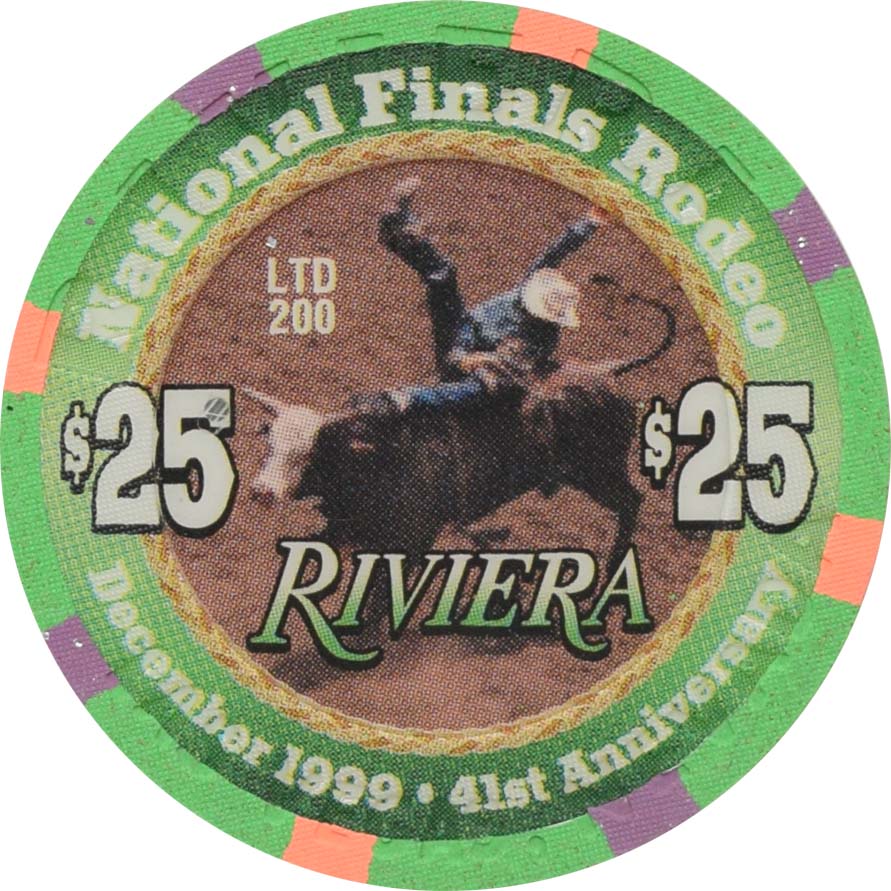 National Finals Rodeo
LTD
200
$25 $25
RIVIERA
December 1999 • 41st Anniversary